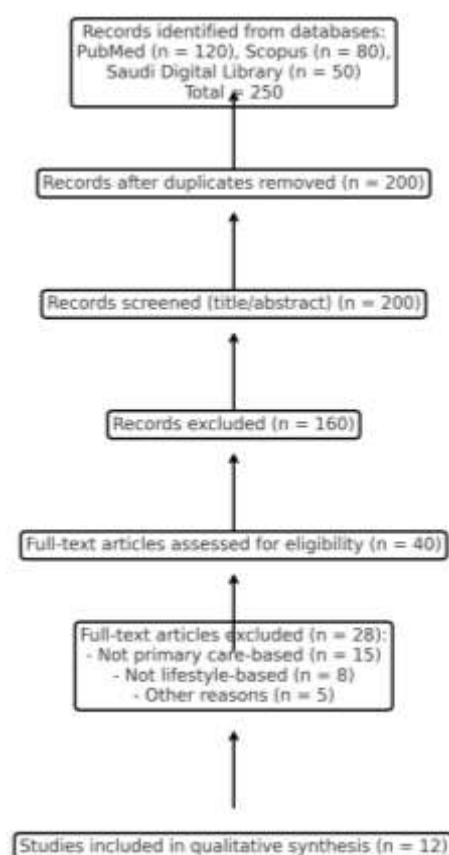 Records identified from databases:
PubMed (n = 120), Scopus (n = 80),
Saudi Digital Library (n = 50)
Total = 250
Records after duplicates removed (n = 200)
Records screened (title/abstract) (n = 200)
Records excluded (n = 160)
Full-text articles assessed for eligibility (n = 40)
Full-text articles excluded (n = 28):
- Not primary care-based (n = 15)
- Not lifestyle-based (n = 8)
- Other reasons (n = 5)
Studies included in qualitative synthesis (n = 12)